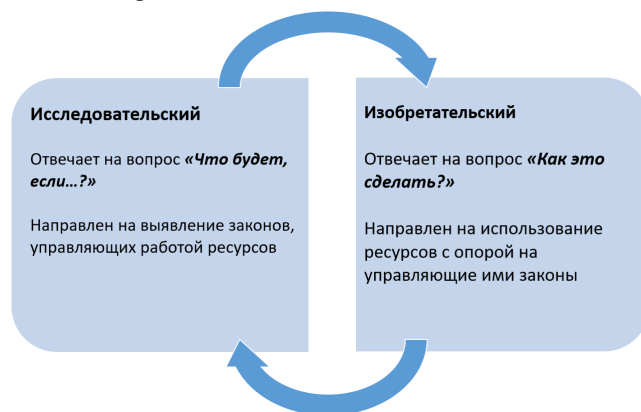 Исследовательский
Отвечает на вопрос «Что будет,
если…?»
Направлен на выявление законов,
управляющих работой ресурсов
Изобретательский
Отвечает на вопрос «Как это
сделать?»
Направлен на использование
ресурсов с опорой на
управляющие ими законы